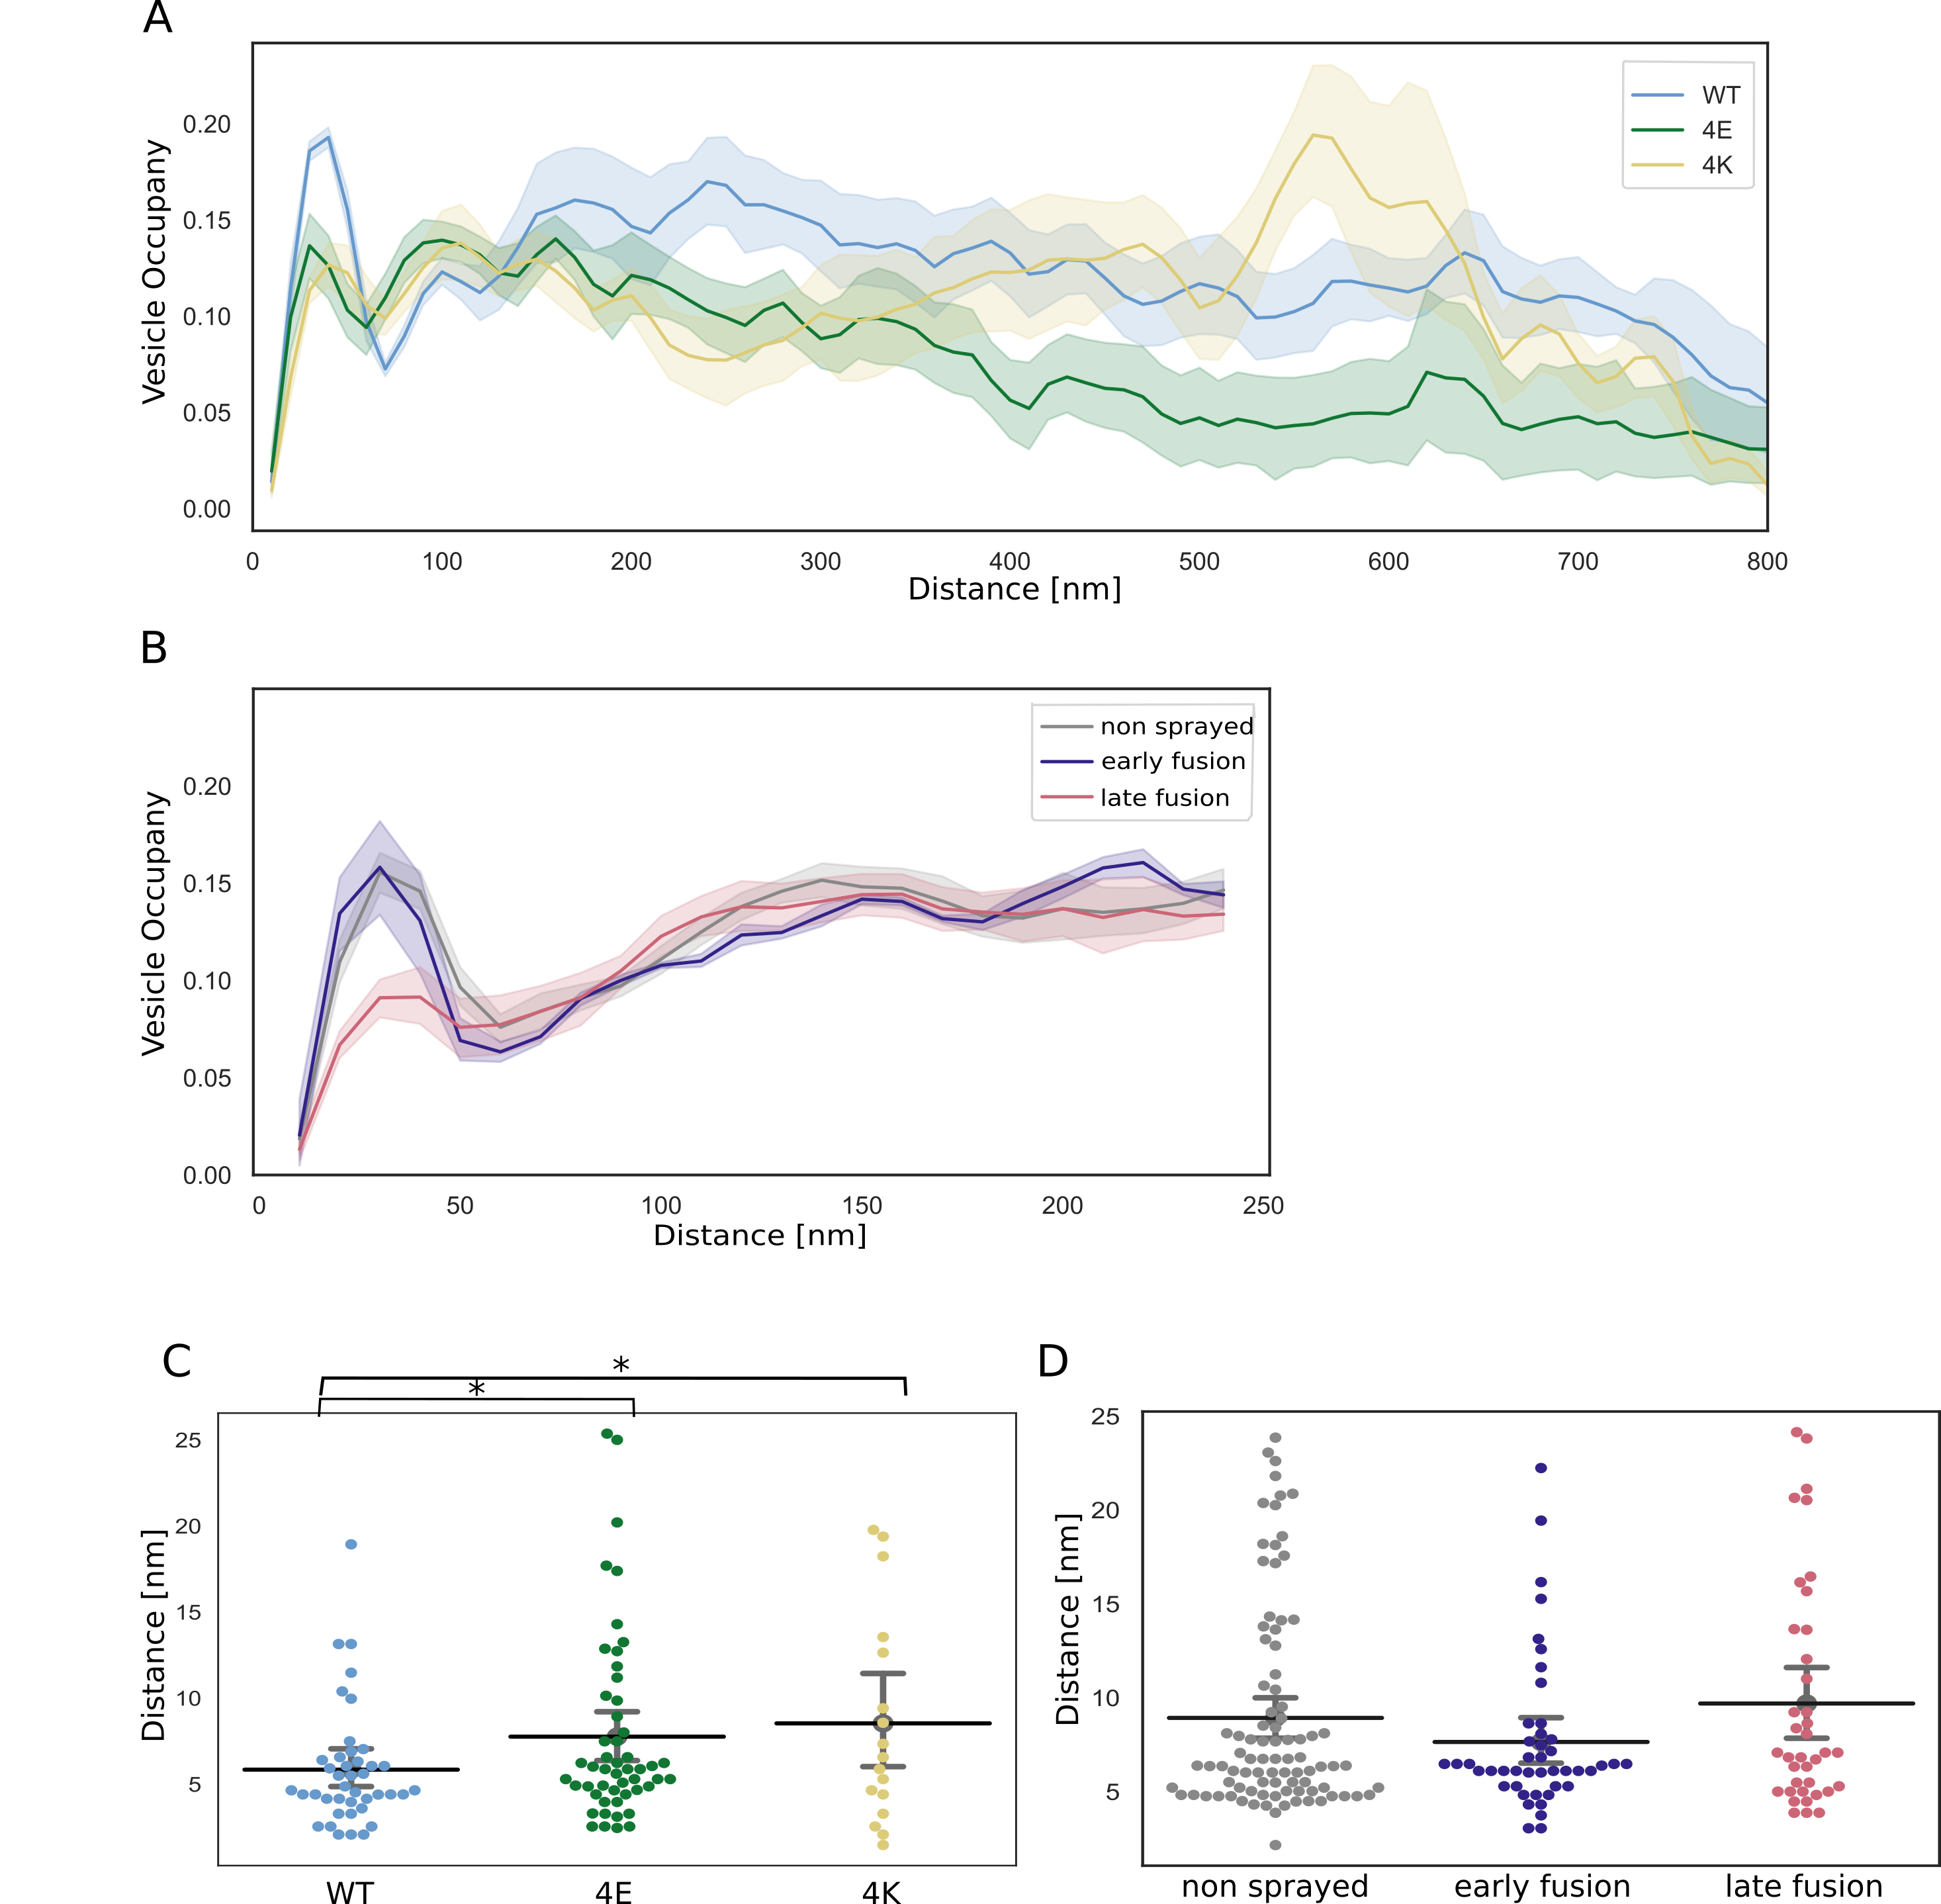 A
Vesicle Occupany
0.20
0.15
0.10
0.05
0.00
WT
4E
4K
0 100 200 300 400 500 600 700 800
Distance [nm]
B
Vesicle Occupany
0.20
0.15
0.10
0.05
0.00
non sprayed
early fusion
late fusion
0 50 100 150 200 250
Distance [nm]
C
*
*
Distance [nm]
25
20
15
10
5
WT 4E 4K
D
Distance [nm]
25
20
15
10
5
non sprayed early fusion late fusion